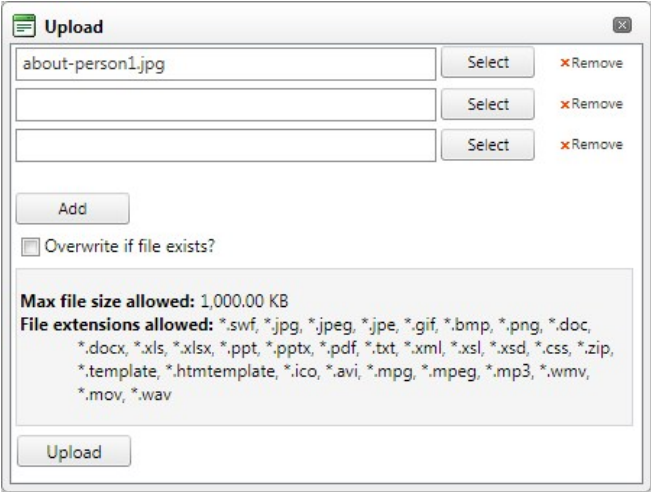 Upload
about-person1.jpg Select × Remove
Select × Remove
Select × Remove
Add
Overwrite if file exists?
Max file size allowed: 1,000.00 KB
File extensions allowed: *.swf, *.jpg, *.jpeg, *.jpe, *.gif, *.bmp, *.png, *.doc,
*.docx, *.xls, *.xlsx, *.ppt, *.pptx, *.pdf, *.txt, *.xml, *.xsl, *.xsd, *.css, *.zip,
*.template, *.htmtemplate, *.ico, *.avi, *.mpg, *.mpeg, *.mp3, *.wmv,
*.mov, *.wav
Upload